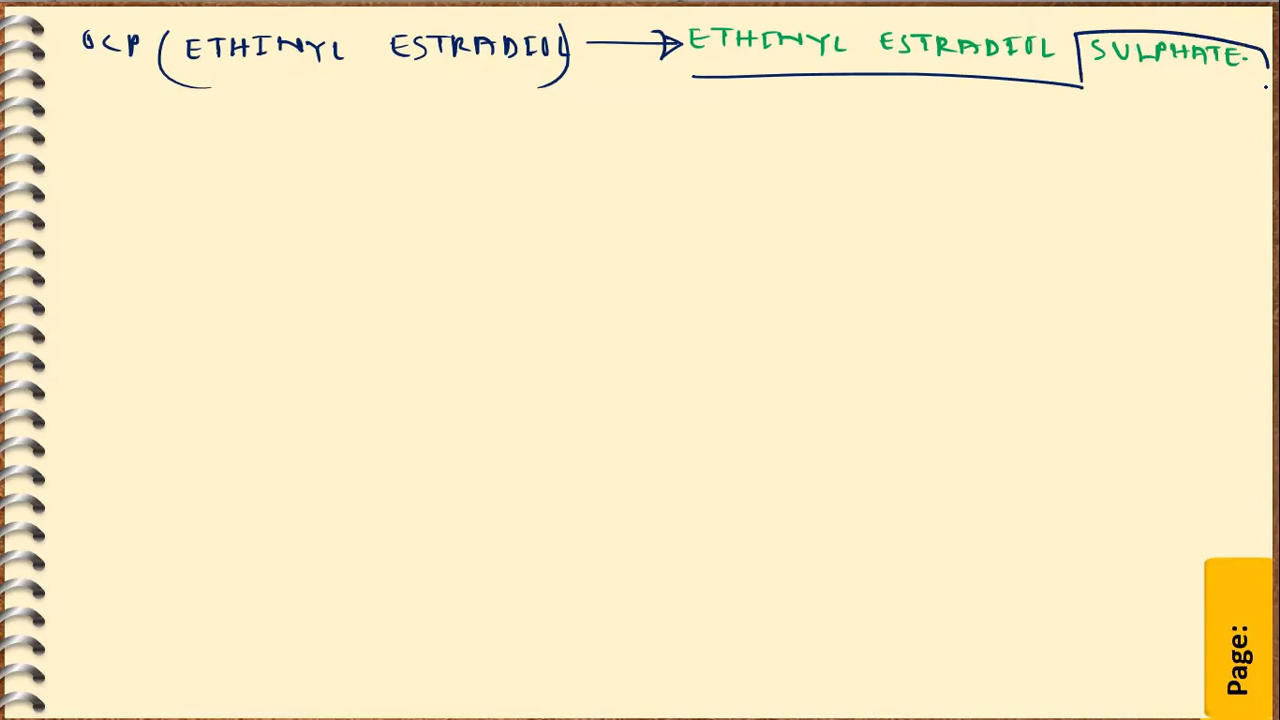 OCP (ETHINYL ESTRADIOL) → ETHINYL ESTRADIOL SULPHATE.
Page: